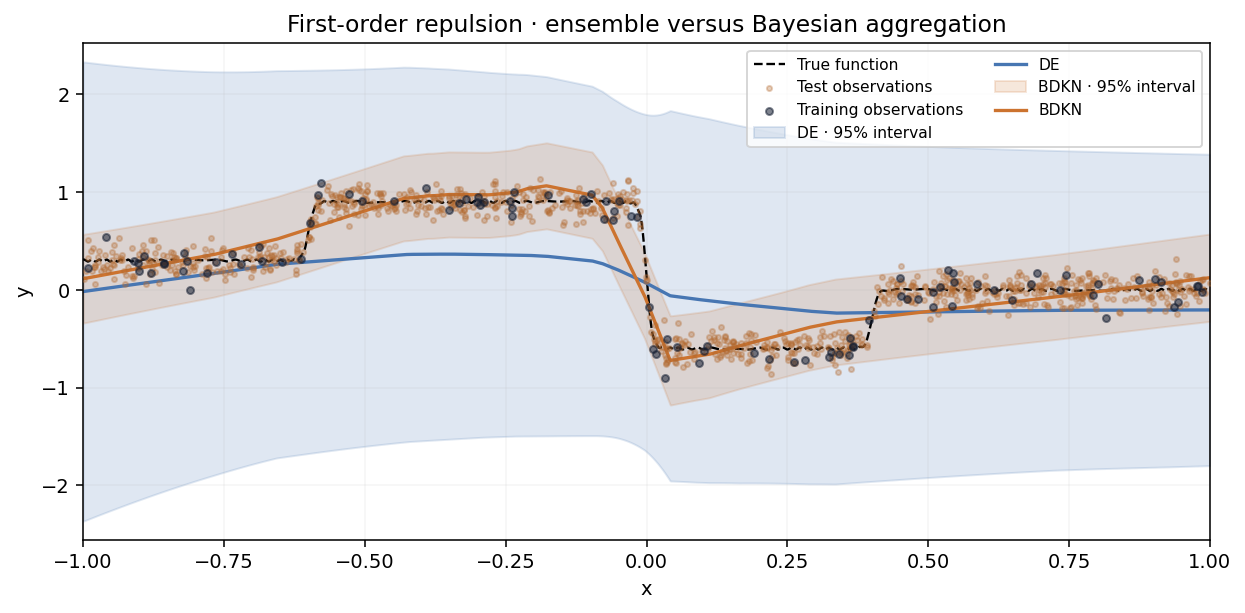 First-order repulsion · ensemble versus Bayesian aggregation
True function
Test observations
Training observations
DE · 95% interval
DE
BDKN · 95% interval
BDKN
y
2
1
0
−1
−2
−1.00 −0.75 −0.50 −0.25 0.00 0.25 0.50 0.75 1.00
x